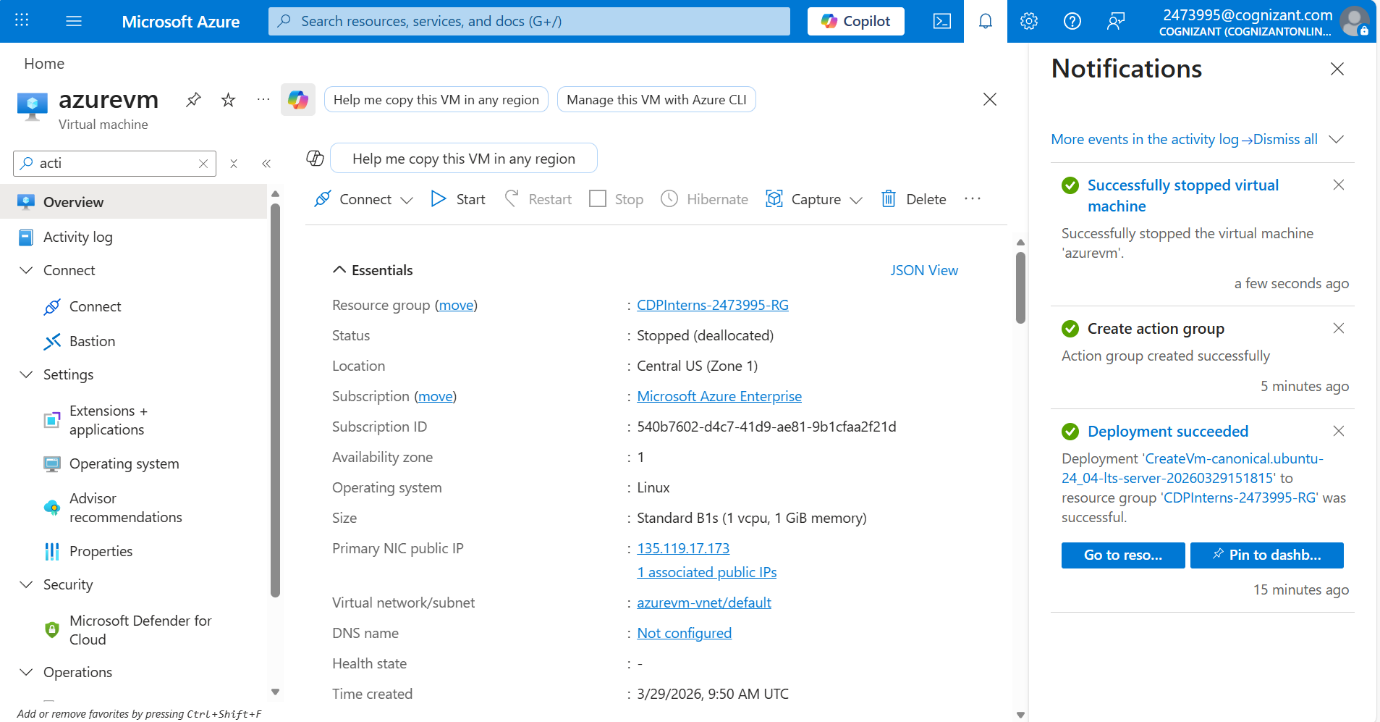 Microsoft Azure
Search resources, services, and docs (G+/)
Copilot
2473995@cognizant.com
COGNIZANT (COGNIZANTONLIN...
Home
azurevm
Virtual machine
Help me copy this VM in any region
Manage this VM with Azure CLI
acti
Overview
Activity log
Connect
Connect
Bastion
Settings
Extensions +
applications
Operating system
Advisor
recommendations
Properties
Security
Microsoft Defender for
Cloud
Operations
Add or remove favorites by pressing Ctrl+Shift+F
Help me copy this VM in any region
Connect Start Restart Stop Hibernate Capture Delete ...
Essentials JSON View
Resource group (move) : CDPInterns-2473995-RG
Status : Stopped (deallocated)
Location : Central US (Zone 1)
Subscription (move) : Microsoft Azure Enterprise
Subscription ID : 540b7602-d4c7-41d9-ae81-9b1cfaa2f21d
Availability zone : 1
Operating system : Linux
Size : Standard B1s (1 vcpu, 1 GiB memory)
Primary NIC public IP : 135.119.17.173
1 associated public IPs
Virtual network/subnet : azurevm-vnet/default
DNS name : Not configured
Health state : -
Time created : 3/29/2026, 9:50 AM UTC
Notifications
More events in the activity log → Dismiss all
Successfully stopped virtual
machine
Successfully stopped the virtual machine
'azurevm'.
a few seconds ago
Create action group
Action group created successfully
5 minutes ago
Deployment succeeded
Deployment 'CreateVm-canonical.ubuntu-
24_04-lts-server-20260329151815' to
resource group 'CDPInterns-2473995-RG' was
successful.
Go to reso... Pin to dashb...
15 minutes ago